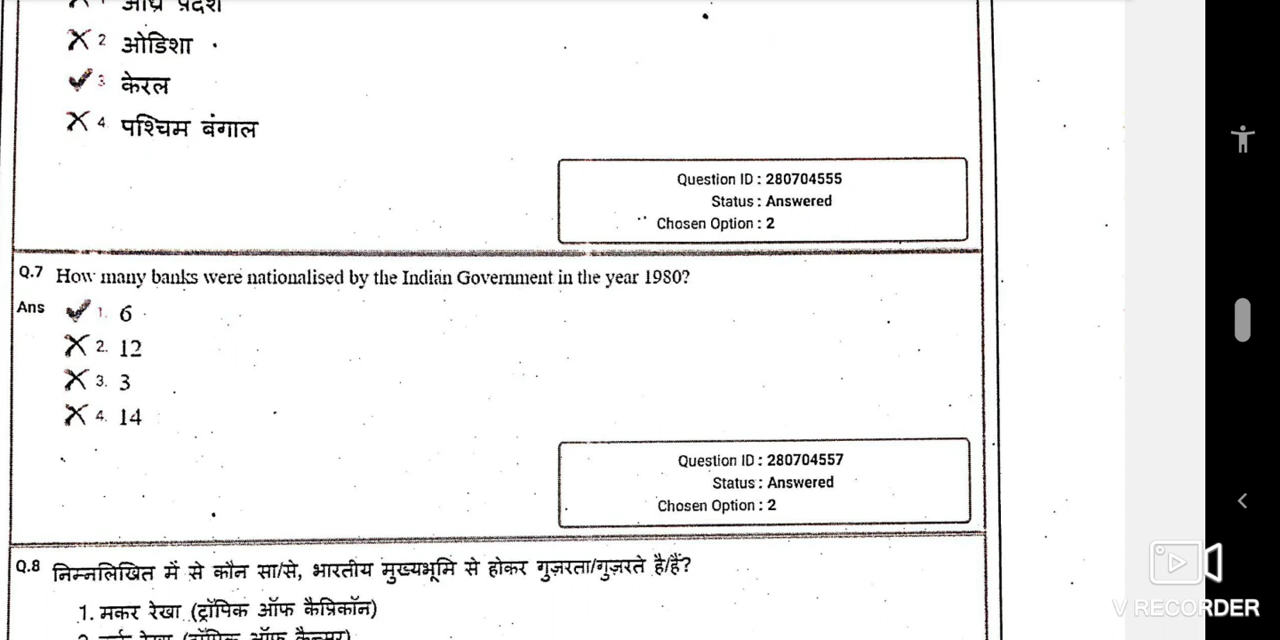 2 ओडिशा
3 केरल
4 पश्चिम बंगाल
Question ID : 280704555
Status : Answered
Chosen Option : 2
Q.7 How many banks were nationalised by the Indian Government in the year 1980?
Ans 1. 6
2. 12
3. 3
4. 14
Question ID : 280704557
Status : Answered
Chosen Option : 2
Q.8 निम्नलिखित में से कौन सा/से, भारतीय मुख्यभूमि से होकर गुज़रता/गुज़रते है/हैं?
1. मकर रेखा (ट्रॉपिक ऑफ कैप्रिकॉन)
V RECORDER